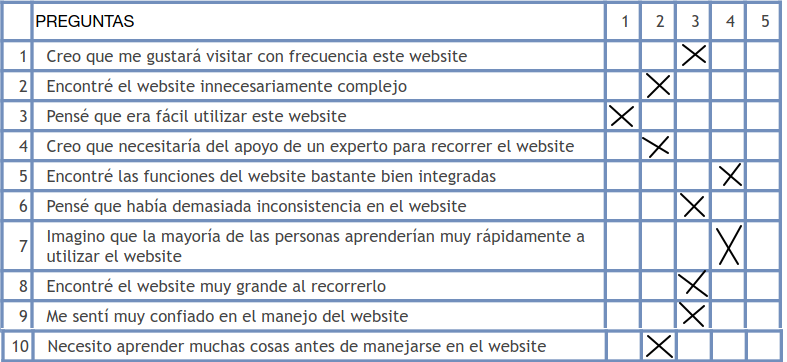 PREGUNTAS 1 2 3 4 5
1 Creo que me gustará visitar con frecuencia este website
2 Encontré el website innecesariamente complejo
3 Pensé que era fácil utilizar este website
4 Creo que necesitaría del apoyo de un experto para recorrer el website
5 Encontré las funciones del website bastante bien integradas
6 Pensé que había demasiada inconsistencia en el website
7 Imagino que la mayoría de las personas aprenderían muy rápidamente a
utilizar el website
8 Encontré el website muy grande al recorrerlo
9 Me sentí muy confiado en el manejo del website
10 Necesito aprender muchas cosas antes de manejarse en el website